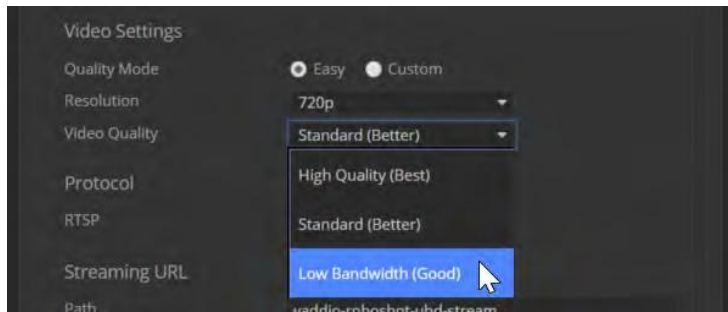 Video Settings
Quality Mode Easy Custom
Resolution 720p
Video Quality Standard (Better)
High Quality (Best)
Protocol
RTSP Standard (Better)
Streaming URL Low Bandwidth (Good)
Path